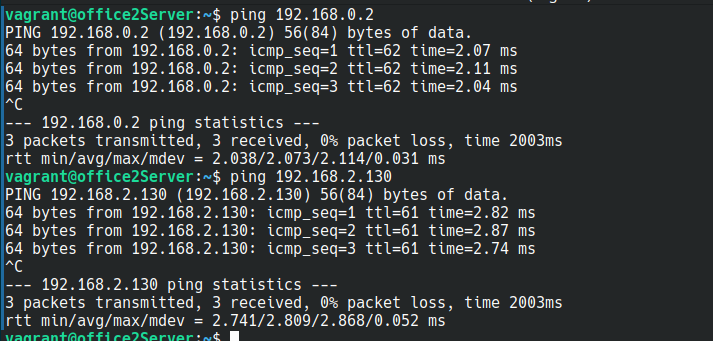 vagrant@office2Server:~$ ping 192.168.0.2
PING 192.168.0.2 (192.168.0.2) 56(84) bytes of data.
64 bytes from 192.168.0.2: icmp_seq=1 ttl=62 time=2.07 ms
64 bytes from 192.168.0.2: icmp_seq=2 ttl=62 time=2.11 ms
64 bytes from 192.168.0.2: icmp_seq=3 ttl=62 time=2.04 ms
^C
--- 192.168.0.2 ping statistics ---
3 packets transmitted, 3 received, 0% packet loss, time 2003ms
rtt min/avg/max/mdev = 2.038/2.073/2.114/0.031 ms
vagrant@office2Server:~$ ping 192.168.2.130
PING 192.168.2.130 (192.168.2.130) 56(84) bytes of data.
64 bytes from 192.168.2.130: icmp_seq=1 ttl=61 time=2.82 ms
64 bytes from 192.168.2.130: icmp_seq=2 ttl=61 time=2.87 ms
64 bytes from 192.168.2.130: icmp_seq=3 ttl=61 time=2.74 ms
^C
--- 192.168.2.130 ping statistics ---
3 packets transmitted, 3 received, 0% packet loss, time 2003ms
rtt min/avg/max/mdev = 2.741/2.809/2.868/0.052 ms
vagrant@office2Server:~$